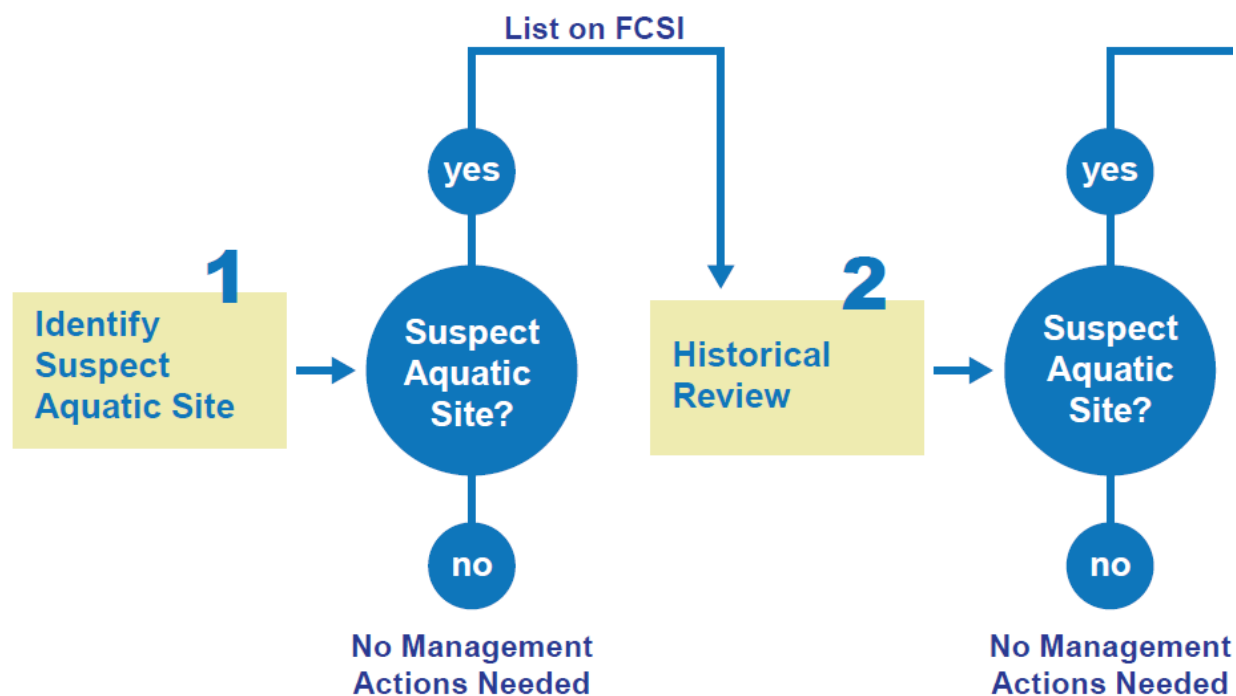 List on FCSI
yes
yes
1
2
Identify
Suspect
Aquatic Site
Suspect
Aquatic
Site?
Historical
Review
Suspect
Aquatic
Site?
no
no
No Management
Actions Needed
No Management
Actions Needed